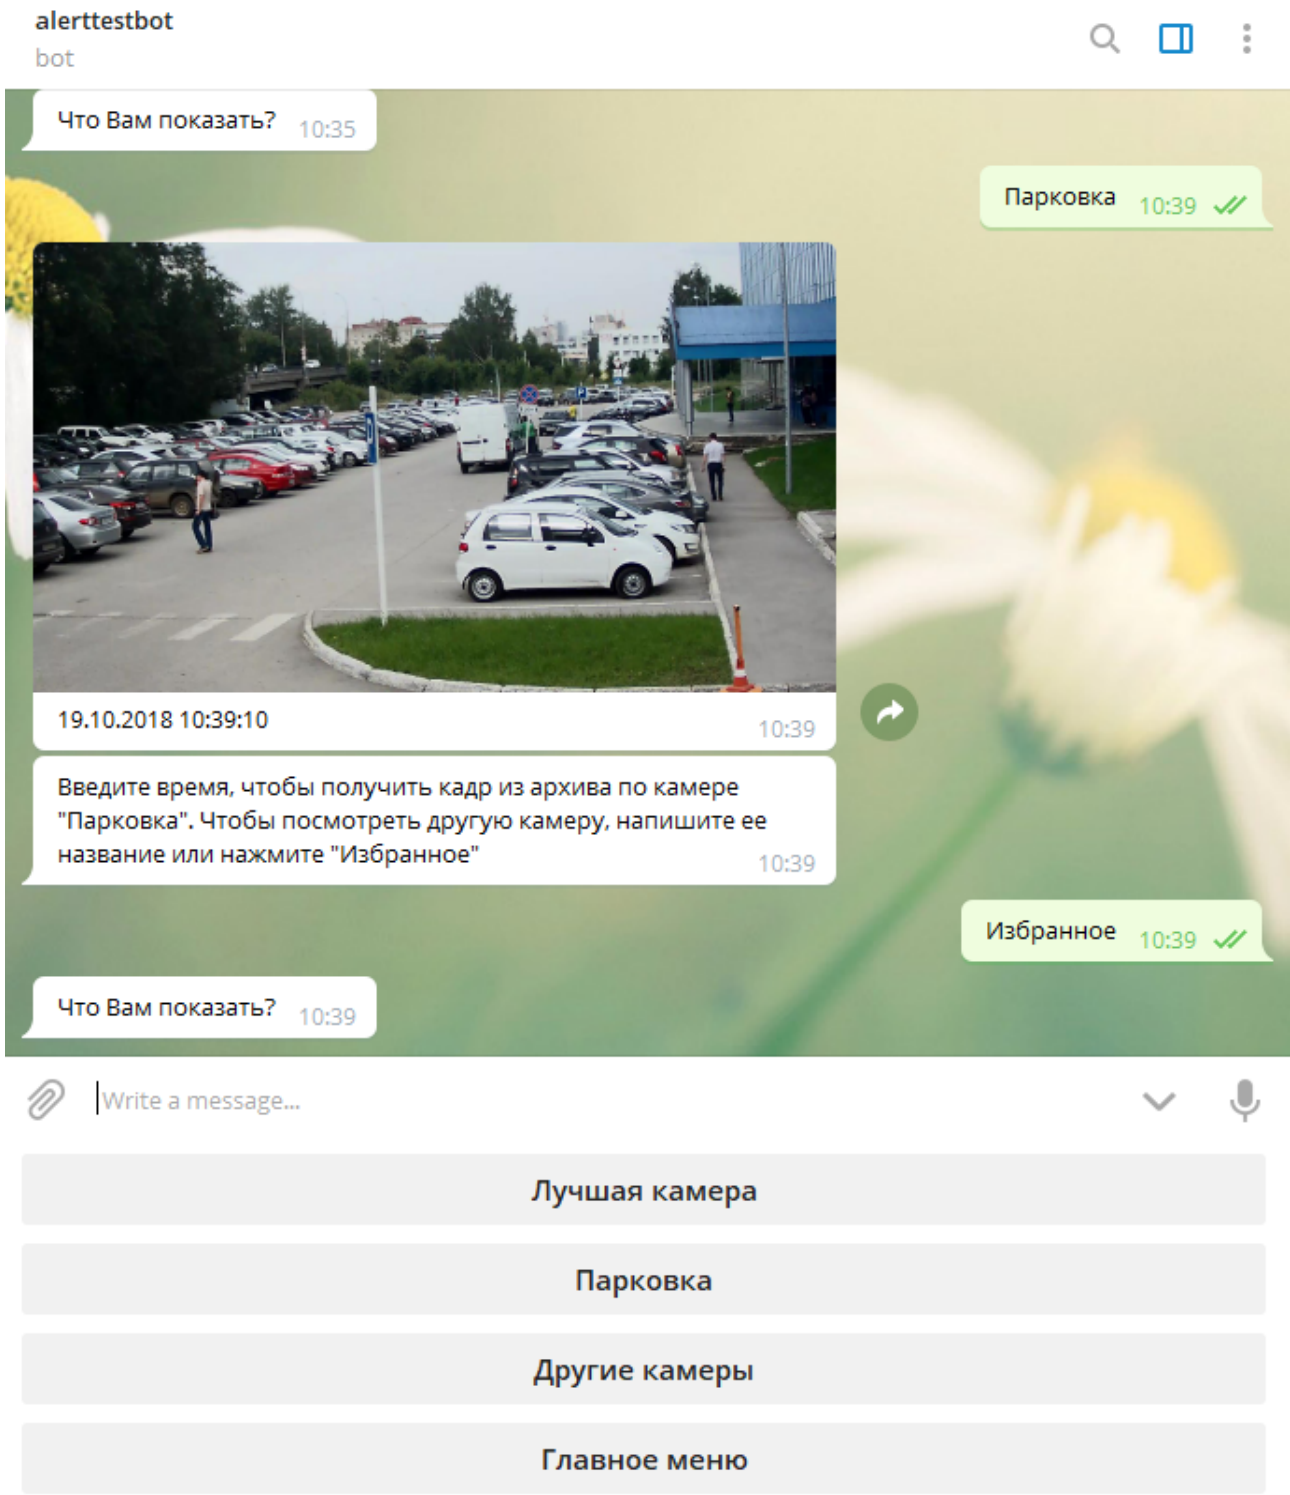 alerttestbot
bot
Что Вам показать? 10:35
Парковка 10:39
19.10.2018 10:39:10 10:39
Введите время, чтобы получить кадр из архива по камере
"Парковка". Чтобы посмотреть другую камеру, напишите ее
название или нажмите "Избранное" 10:39
Избранное 10:39
Что Вам показать? 10:39
Write a message...
Лучшая камера
Парковка
Другие камеры
Главное меню